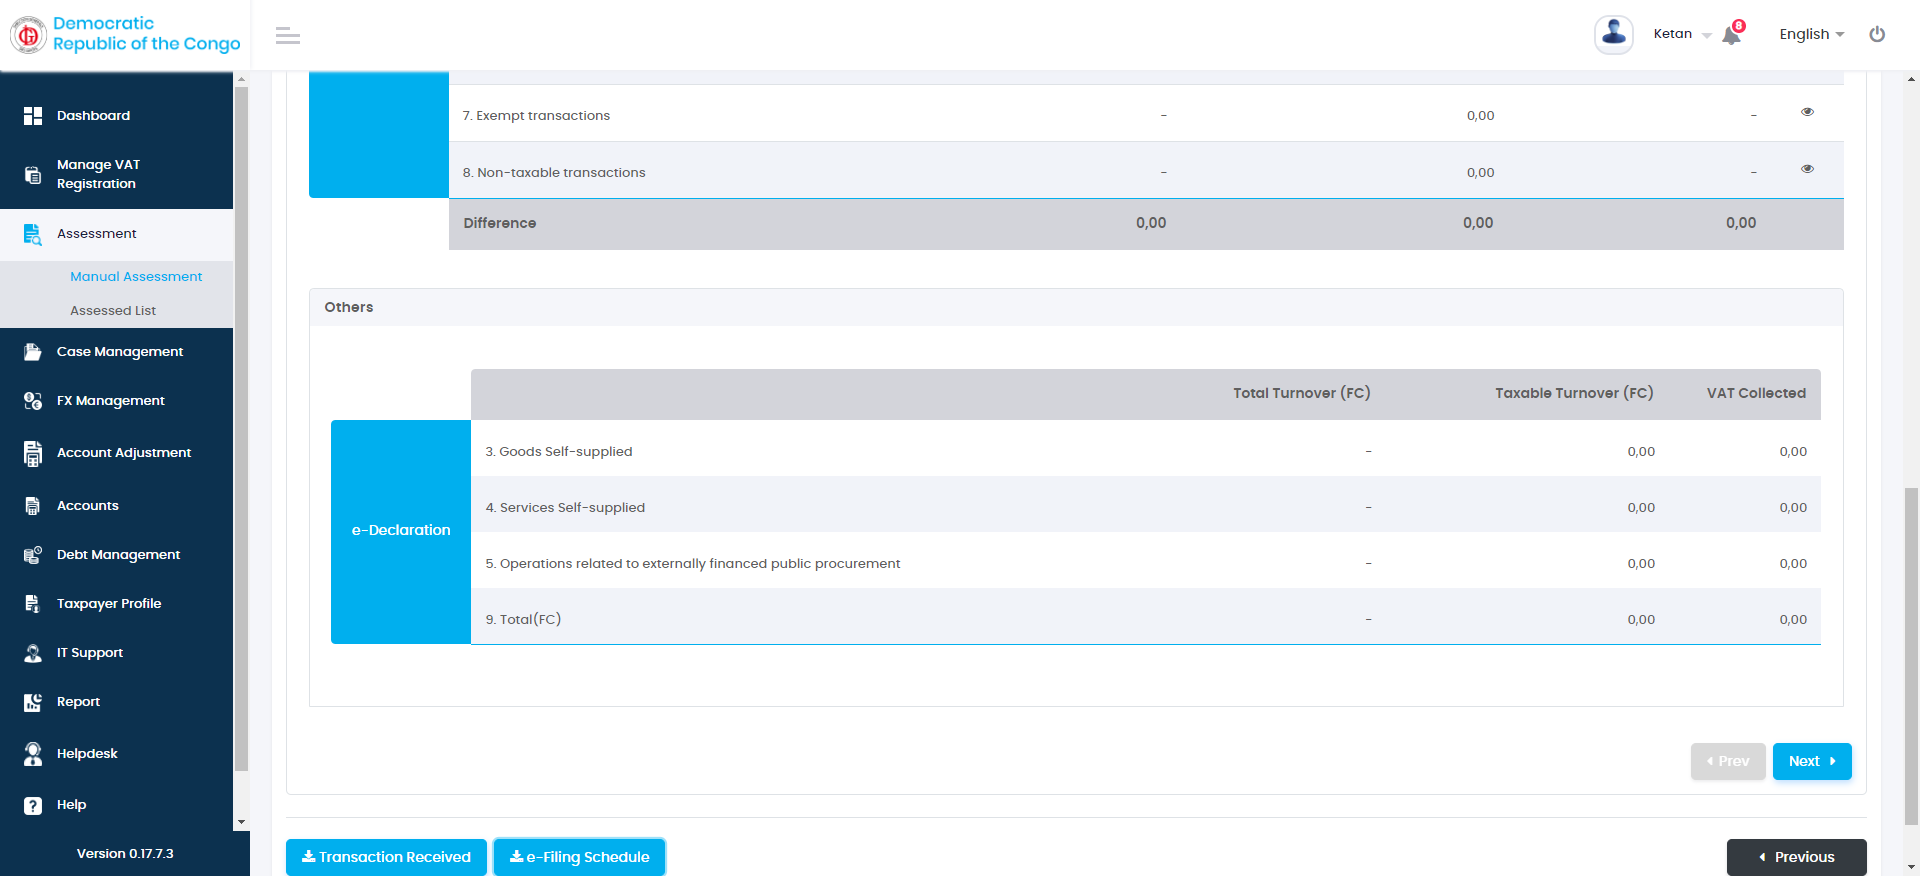 Democratic
Republic of the Congo
Ketan
8
English
Dashboard
Manage VAT
Registration
Assessment
Manual Assessment
Assessed List
Case Management
FX Management
Account Adjustment
Accounts
Debt Management
Taxpayer Profile
IT Support
Report
Helpdesk
Help
Version 0.17.7.3
7. Exempt transactions - 0,00 -
8. Non-taxable transactions - 0,00 -
Difference 0,00 0,00 0,00
Others
Total Turnover (FC) Taxable Turnover (FC) VAT Collected
e-Declaration
3. Goods Self-supplied - 0,00 0,00
4. Services Self-supplied - 0,00 0,00
5. Operations related to externally financed public procurement - 0,00 0,00
9. Total(FC) - 0,00 0,00
Prev Next
Transaction Received e-Filing Schedule Previous